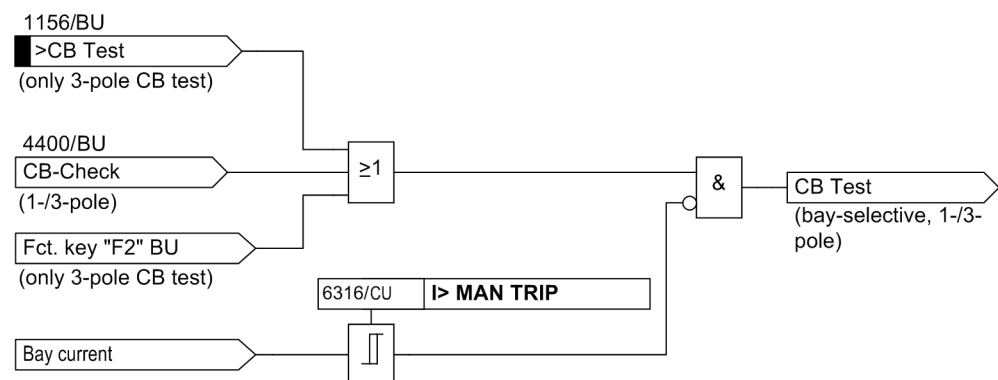 1156/BU
>CB Test
(only 3-pole CB test)
4400/BU
CB-Check
(1-/3-pole)
Fct. key "F2" BU
(only 3-pole CB test)
≥1
&
CB Test
(bay-selective, 1-/3-
pole)
6316/CU I> MAN TRIP
Bay current